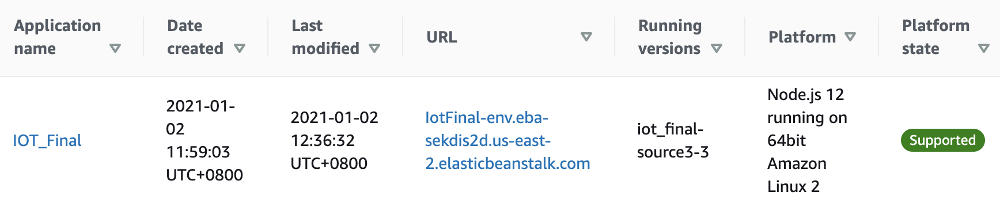 Application
name
Date
created
Last
modified
URL
Running
versions
Platform
Platform
state
IOT_Final
2021-01-
02
11:59:03
UTC+0800
2021-01-02
12:36:32
UTC+0800
IotFinal-env.eba-
sekdis2d.us-east-
2.elasticbeanstalk.com
iot_final-
source3-3
Node.js 12
running on
64bit
Amazon
Linux 2
Supported